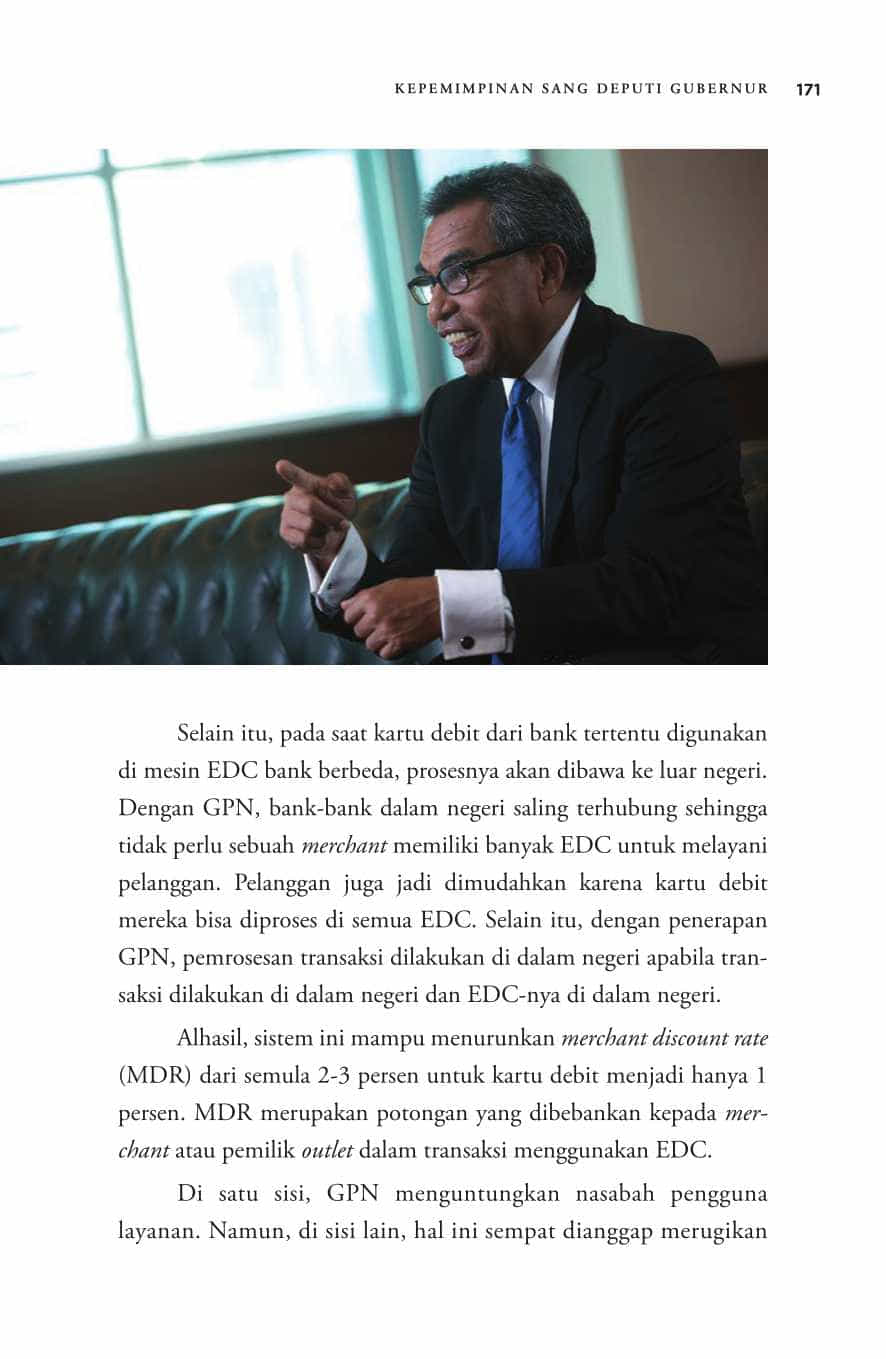 KEPEMIMPINAN SANG DEPUTI GUBERNUR 171
Selain itu, pada saat kartu debit dari bank tertentu digunakan
di mesin EDC bank berbeda, prosesnya akan dibawa ke luar negeri.
Dengan GPN, bank-bank dalam negeri saling terhubung sehingga
tidak perlu sebuah merchant memiliki banyak EDC untuk melayani
pelanggan. Pelanggan juga jadi dimudahkan karena kartu debit
mereka bisa diproses di semua EDC. Selain itu, dengan penerapan
GPN, pemrosesan transaksi dilakukan di dalam negeri apabila tran-
saksi dilakukan di dalam negeri dan EDC-nya di dalam negeri.
Alhasil, sistem ini mampu menurunkan merchant discount rate
(MDR) dari semula 2-3 persen untuk kartu debit menjadi hanya 1
persen. MDR merupakan potongan yang dibebankan kepada mer-
chant atau pemilik outlet dalam transaksi menggunakan EDC.
Di satu sisi, GPN menguntungkan nasabah pengguna
layanan. Namun, di sisi lain, hal ini sempat dianggap merugikan